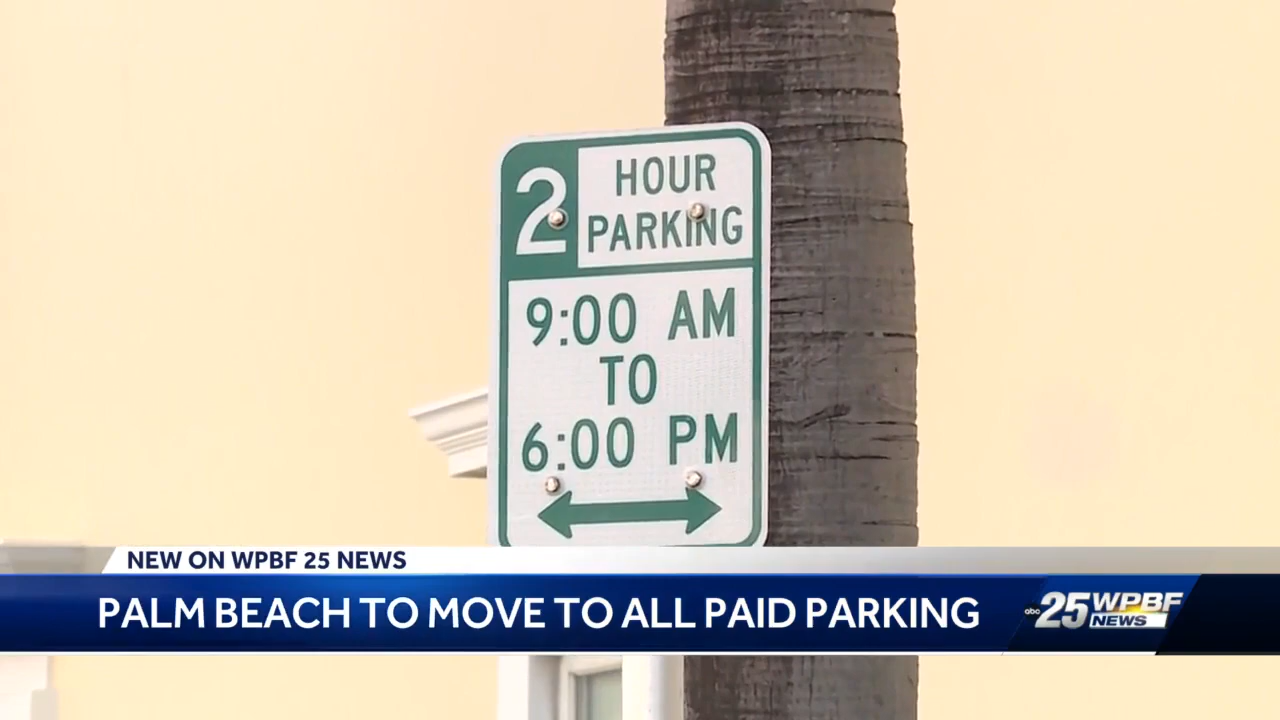 2 HOUR
PARKING
9:00 AM
TO
6:00 PM
NEW ON WPBF 25 NEWS
PALM BEACH TO MOVE TO ALL PAID PARKING
abc 25 WPBF
NEWS